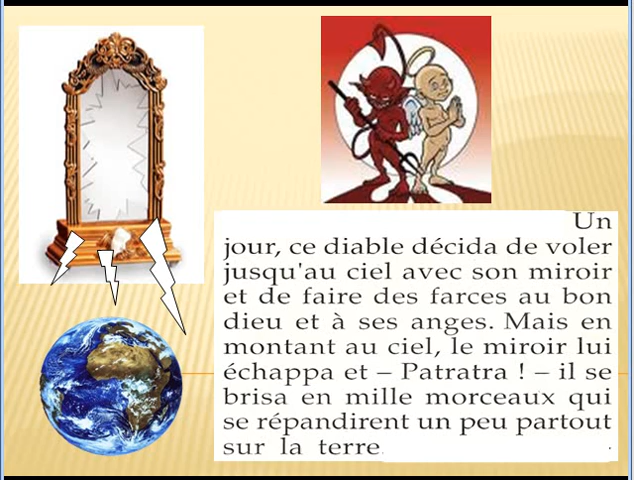 Un
jour, ce diable décida de voler
jusqu'au ciel avec son miroir
et de faire des farces au bon
dieu et à ses anges. Mais en
montant au ciel, le miroir lui
échappa et – Patratra ! – il se
brisa en mille morceaux qui
se répandirent un peu partout
sur la terre.